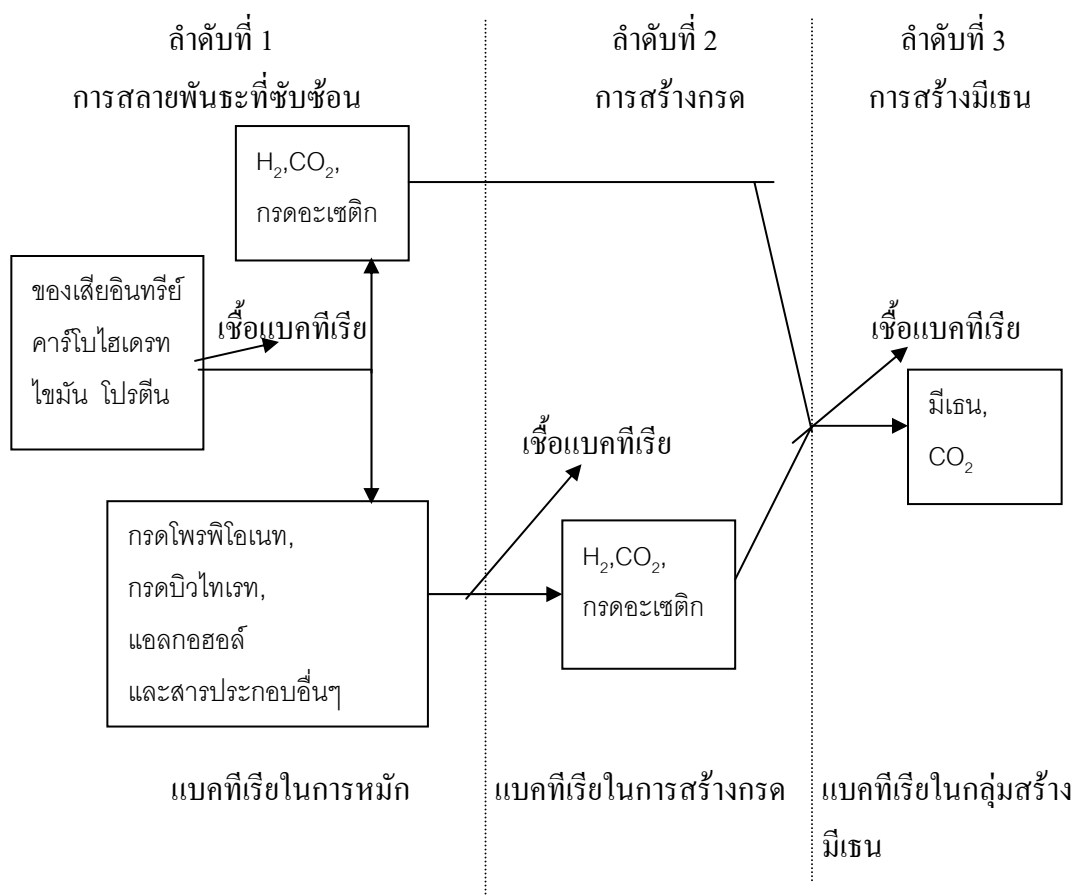 ลำดับที่ 1
การสลายพันธะที่ซับซ้อน
ลำดับที่ 2
การสร้างกรด
ลำดับที่ 3
การสร้างมีเธน
H2,CO2,
กรดอะเซติก
ของเสียอินทรีย์
คาร์โบไฮเดรท
ไขมัน โปรตีน
เชื้อแบคทีเรีย
กรดโพรพิโอเนท,
กรดบิวไทเรท,
แอลกอฮอล์
และสารประกอบอื่นๆ
เชื้อแบคทีเรีย
H2,CO2,
กรดอะเซติก
เชื้อแบคทีเรีย
มีเธน,
CO2
แบคทีเรียในการหมัก
แบคทีเรียในการสร้างกรด
แบคทีเรียในกลุ่มสร้าง
มีเธน